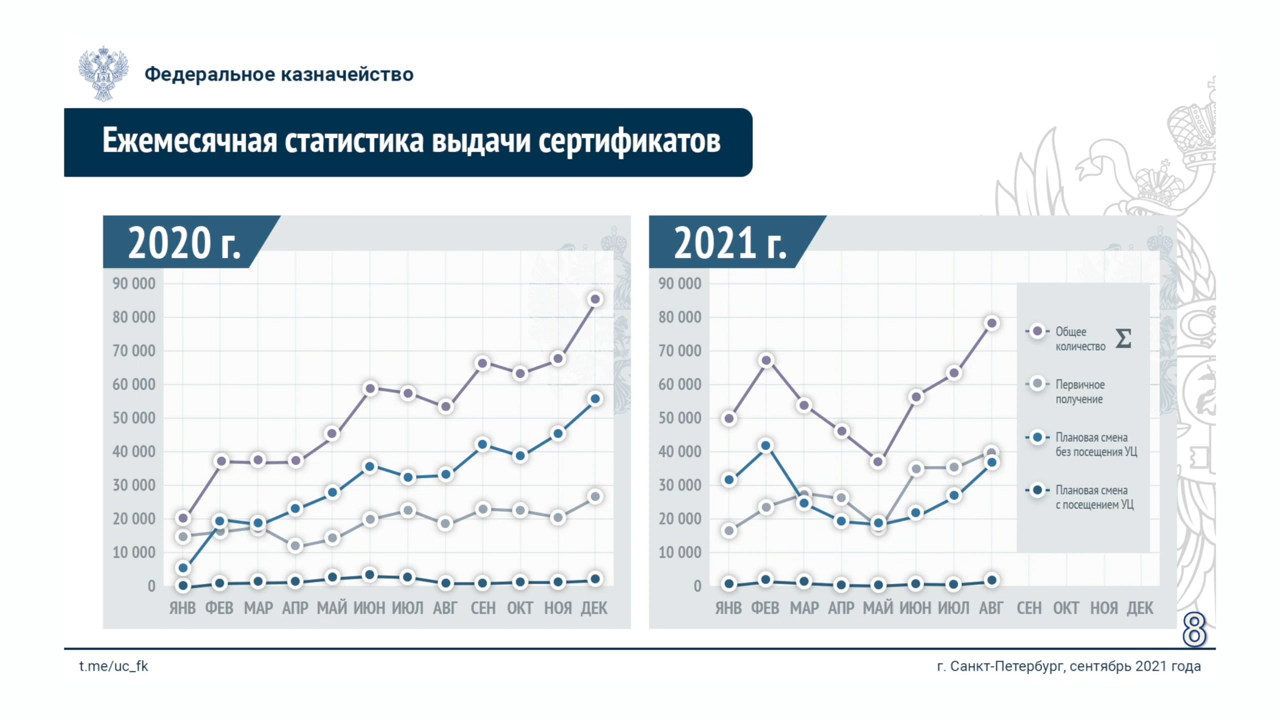 Федеральное казначейство
Ежемесячная статистика выдачи сертификатов
2020 г.
90 000
80 000
70 000
60 000
50 000
40 000
30 000
20 000
10 000
0
ЯНВ ФЕВ МАР АПР МАЙ ИЮН ИЮЛ АВГ СЕН ОКТ НОЯ ДЕК
2021 г.
90 000
80 000
70 000
60 000
50 000
40 000
30 000
20 000
10 000
0
ЯНВ ФЕВ МАР АПР МАЙ ИЮН ИЮЛ АВГ СЕН ОКТ НОЯ ДЕК
Общее
количество Σ
Первичное
получение
Плановая смена
без посещения УЦ
Плановая смена
с посещением УЦ
8
t.me/uc_fk
г. Санкт-Петербург, сентябрь 2021 года